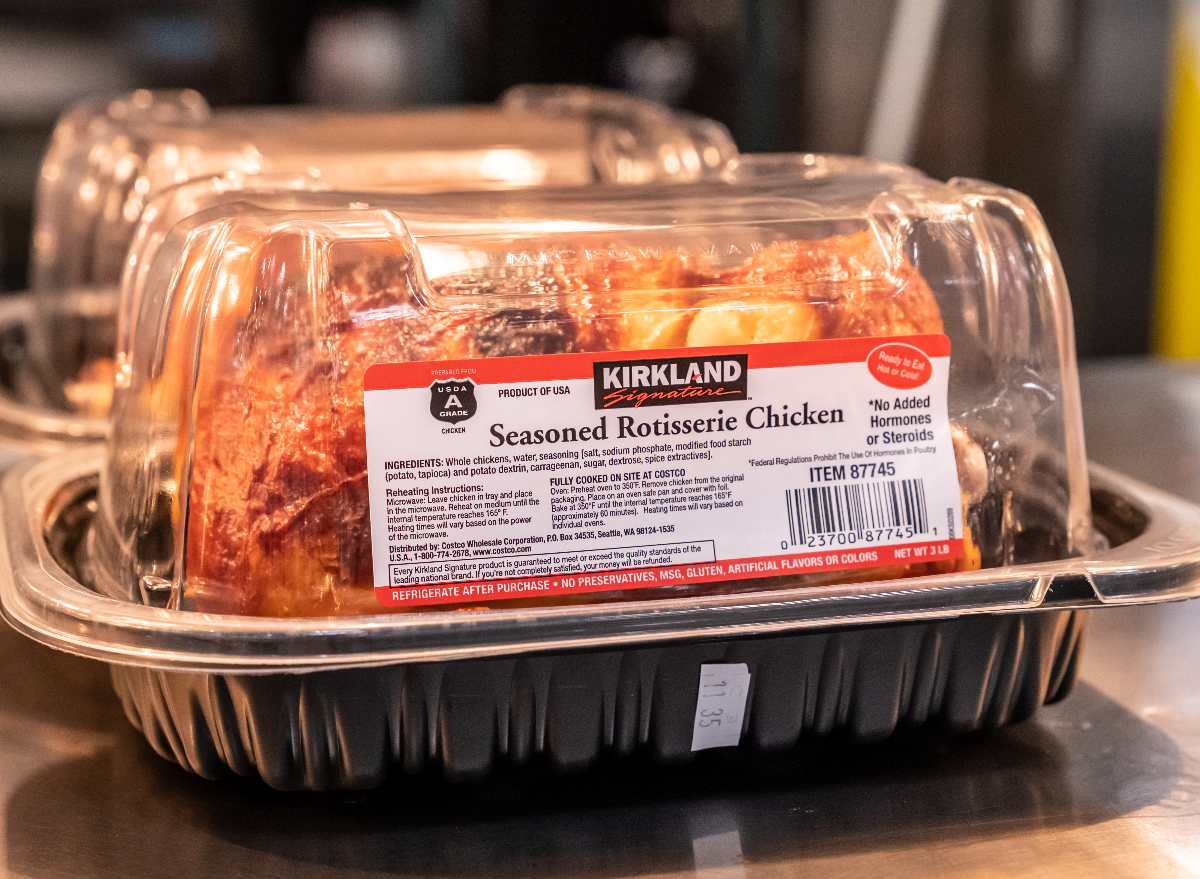 MICROWAVABLE
PREPARED FROM
USDA
A
GRADE
CHICKEN
PRODUCT OF USA
KIRKLAND
Signature™
Ready to Eat
Hot or Cold!
Seasoned Rotisserie Chicken
*No Added
Hormones
or Steroids
*Federal Regulations Prohibit The Use Of Hormones In Poultry
INGREDIENTS: Whole chickens, water, seasoning [salt, sodium phosphate, modified food starch
(potato, tapioca) and potato dextrin, carrageenan, sugar, dextrose, spice extractives].
Reheating Instructions:
Microwave: Leave chicken in tray and place
in the microwave. Reheat on medium until the
internal temperature reaches 165° F.
Heating times will vary based on the power
of the microwave.
FULLY COOKED ON SITE AT COSTCO
Oven: Preheat oven to 350°F. Remove chicken from the original
packaging. Place on an oven safe pan and cover with foil.
Bake at 350°F until the internal temperature reaches 165°F
(approximately 60 minutes). Heating times will vary based on
individual ovens.
ITEM 87745
0 23700 87745 1
Distributed by: Costco Wholesale Corporation, P.O. Box 34535, Seattle, WA 98124-1535
U.S.A., 1-800-774-2678, www.costco.com
Every Kirkland Signature product is guaranteed to meet or exceed the quality standards of the
leading national brand. If you're not completely satisfied, your money will be refunded.
REFRIGERATE AFTER PURCHASE • NO PRESERVATIVES, MSG, GLUTEN, ARTIFICIAL FLAVORS OR COLORS NET WT 3 LB
11 35